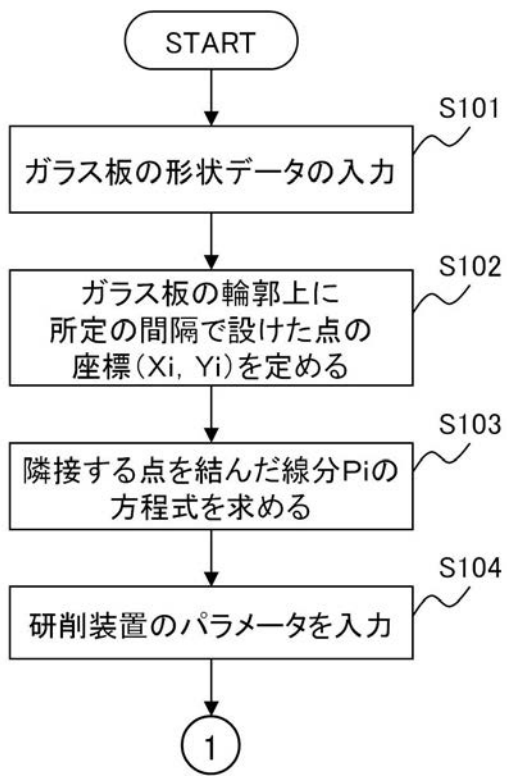 START
S101
ガラス板の形状データの入力
S102
ガラス板の輪郭上に
所定の間隔で設けた点の
座標(Xi, Yi)を定める
S103
隣接する点を結んだ線分Piの
方程式を求める
S104
研削装置のパラメータを入力
1